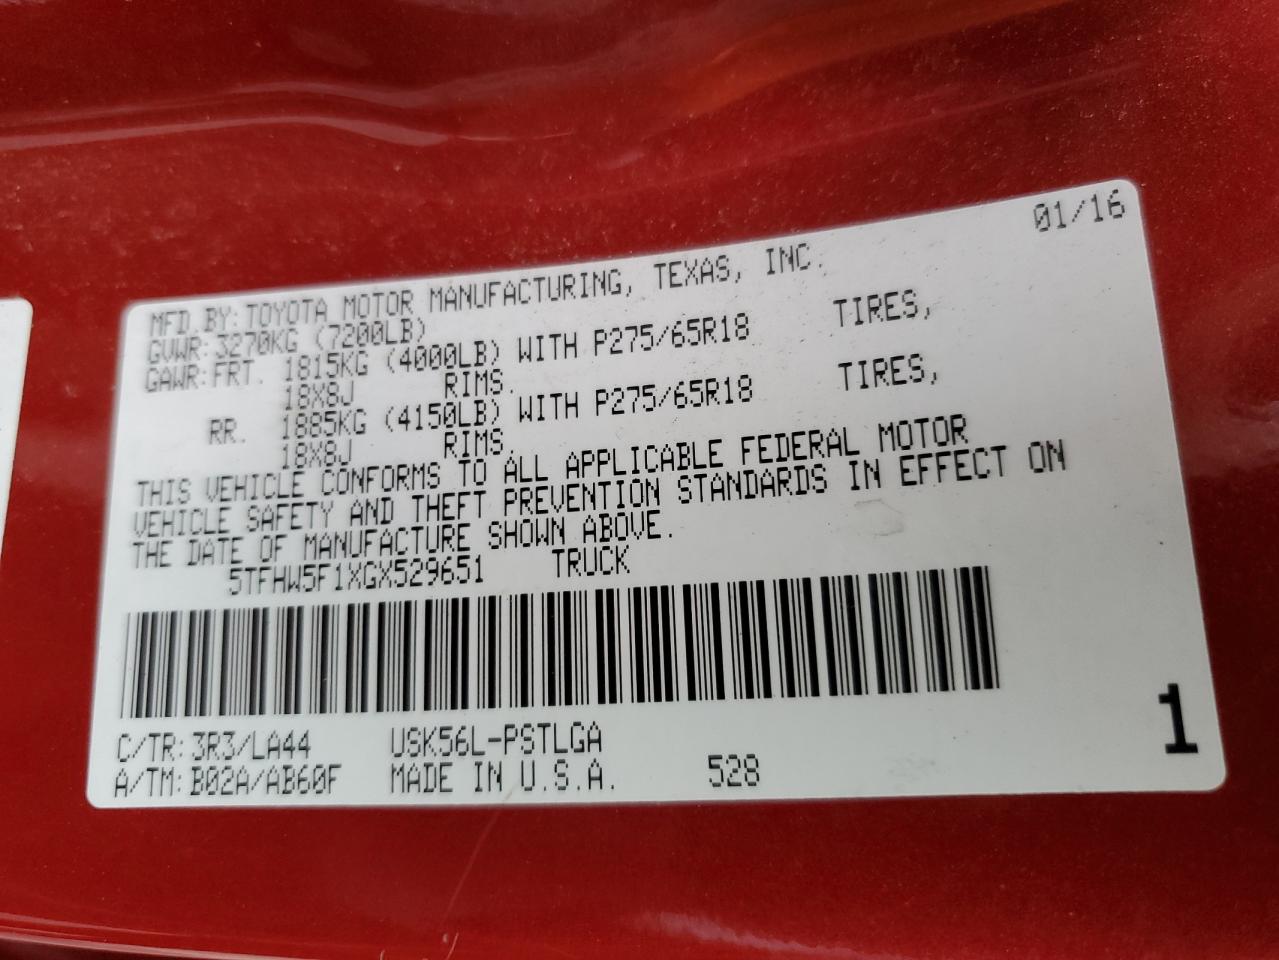 01/16
MFD BY: TOYOTA MOTOR MANUFACTURING, TEXAS, INC.
GVWR: 3270KG (7200LB)
GAWR: FRT. 1815KG (4000LB) WITH P275/65R18 TIRES,
18X8J RIMS.
RR. 1885KG (4150LB) WITH P275/65R18 TIRES,
18X8J RIMS.
THIS VEHICLE CONFORMS TO ALL APPLICABLE FEDERAL MOTOR
VEHICLE SAFETY AND THEFT PREVENTION STANDARDS IN EFFECT ON
THE DATE OF MANUFACTURE SHOWN ABOVE.
5TFHW5F1XGX529651 TRUCK
C/TR: 3R3/LA44 USK56L-PSTLGA
A/TM: B02A/AB60F MADE IN U.S.A. 528
1